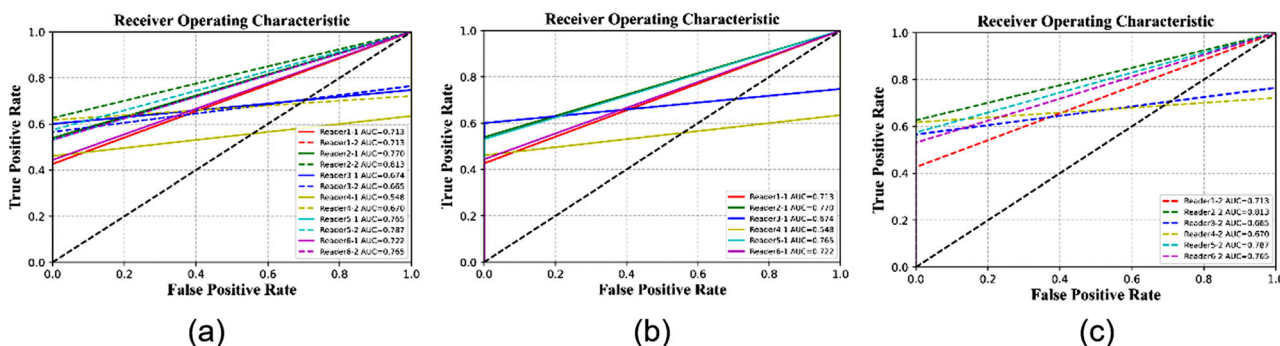 Receiver Operating Characteristic
True Positive Rate
1.0
0.8
0.6
0.4
0.2
0.0
Reader1-1 AUC=0.713
Reader1-2 AUC=0.713
Reader2-1 AUC=0.770
Reader2-2 AUC=0.813
Reader3-1 AUC=0.674
Reader3-2 AUC=0.665
Reader4-1 AUC=0.548
Reader4-2 AUC=0.670
Reader5-1 AUC=0.765
Reader5-2 AUC=0.787
Reader6-1 AUC=0.722
Reader6-2 AUC=0.765
0.0 0.2 0.4 0.6 0.8 1.0
False Positive Rate
(a)
Receiver Operating Characteristic
True Positive Rate
1.0
0.8
0.6
0.4
0.2
0.0
Reader1-1 AUC=0.713
Reader2-1 AUC=0.770
Reader3-1 AUC=0.674
Reader4-1 AUC=0.548
Reader5-1 AUC=0.765
Reader6-1 AUC=0.722
0.0 0.2 0.4 0.6 0.8 1.0
False Positive Rate
(b)
Receiver Operating Characteristic
True Positive Rate
1.0
0.8
0.6
0.4
0.2
0.0
Reader1-2 AUC=0.713
Reader2-2 AUC=0.813
Reader3-2 AUC=0.665
Reader4-2 AUC=0.670
Reader5-2 AUC=0.787
Reader6-2 AUC=0.765
0.0 0.2 0.4 0.6 0.8 1.0
False Positive Rate
(c)